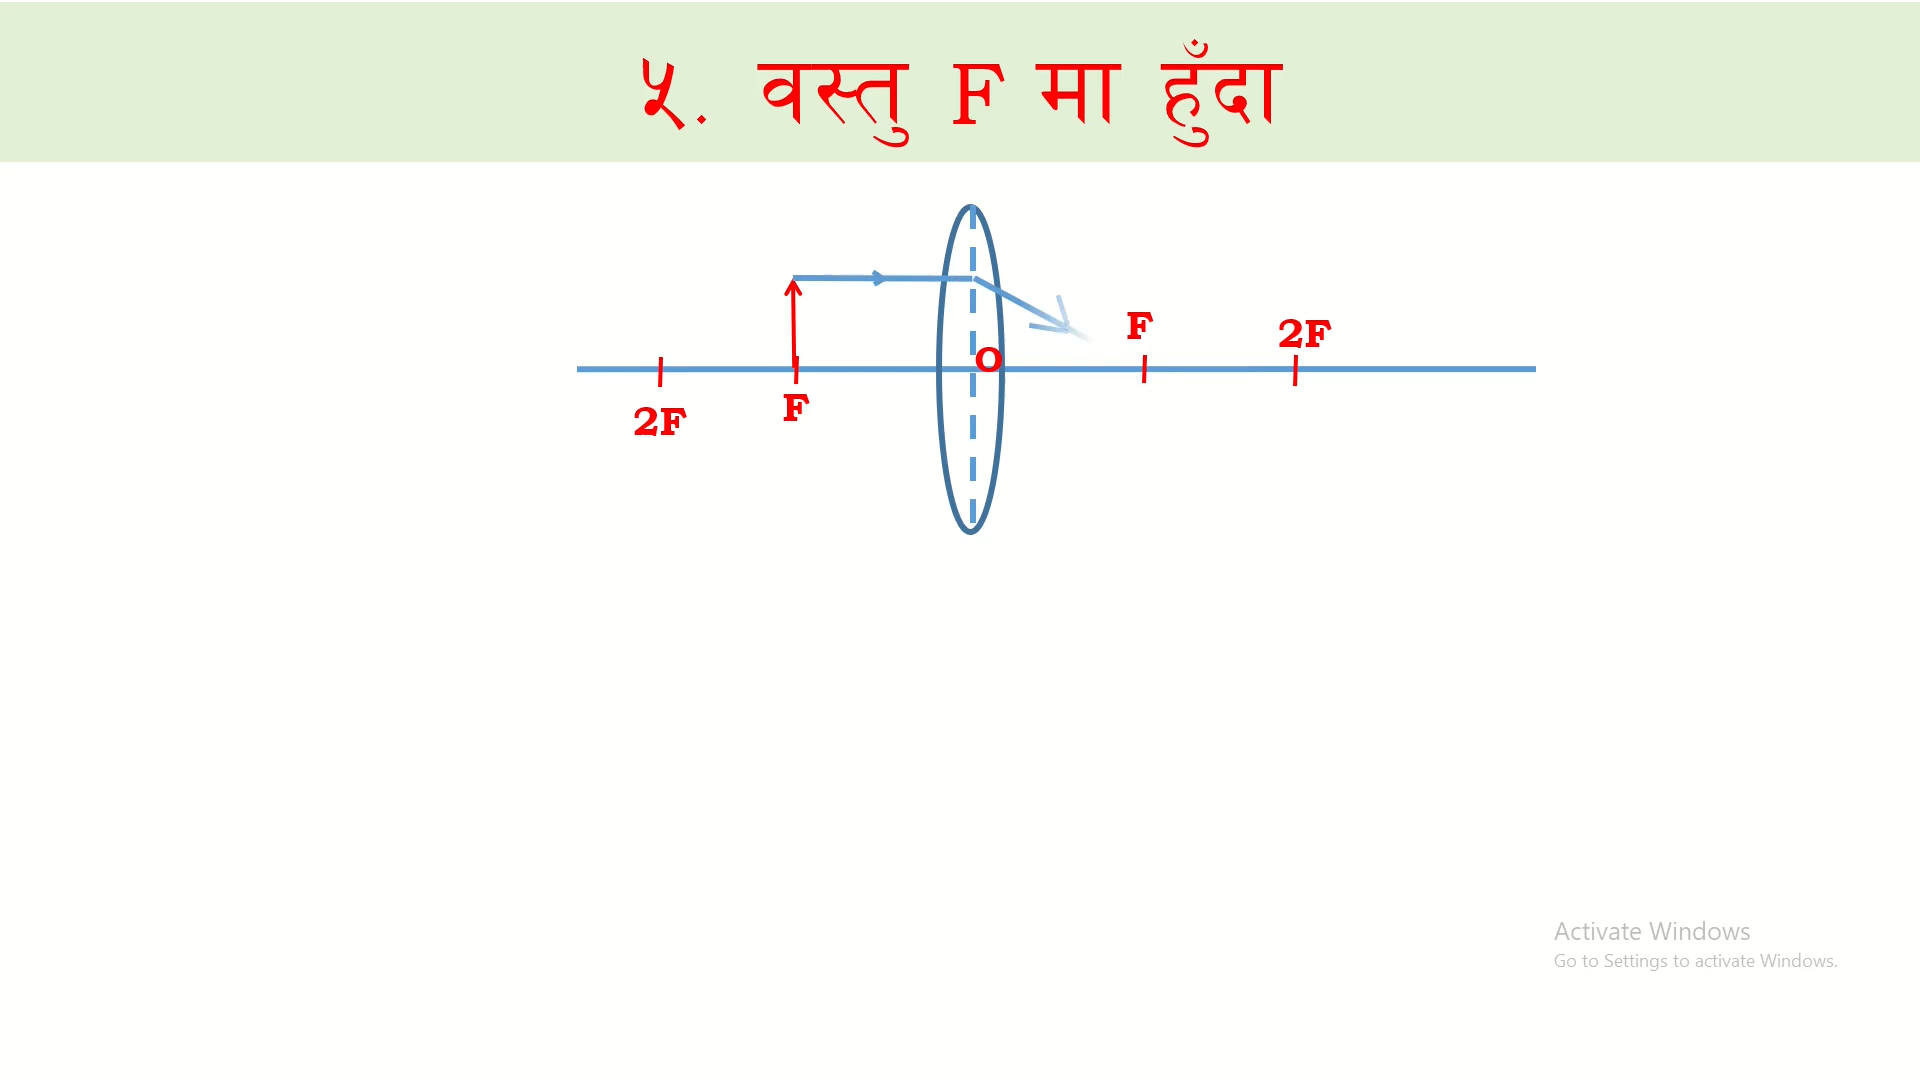 ५. वस्तु F मा हुँदा
F
2F
O
2F
F
Activate Windows
Go to Settings to activate Windows.